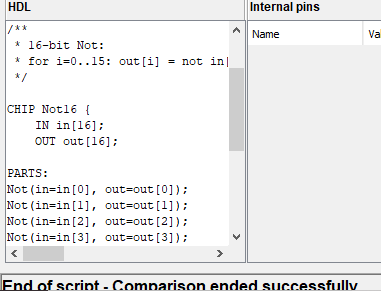 HDL
Internal pins
/**
* 16-bit Not:
* for i=0..15: out[i] = not in[
*/
CHIP Not16 {
IN in[16];
OUT out[16];
PARTS:
Not(in=in[0], out=out[0]);
Not(in=in[1], out=out[1]);
Not(in=in[2], out=out[2]);
Not(in=in[3], out=out[3]);
Name
Va
End of script - Comparison ended successfully